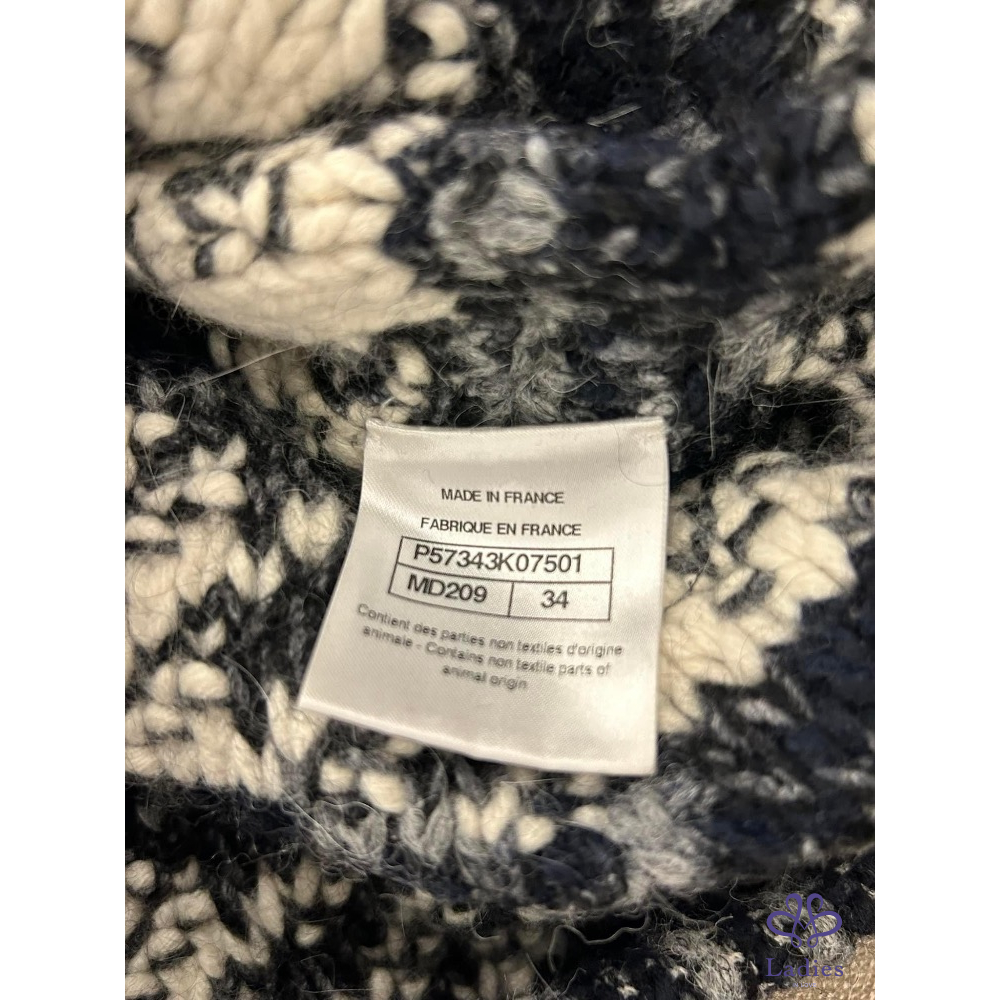 MADE IN FRANCE
FABRIQUE EN FRANCE
P57343K07501
MD209 34
Contient des parties non textiles d'origine
animale - Contains non textile parts of
animal origin
Ladies